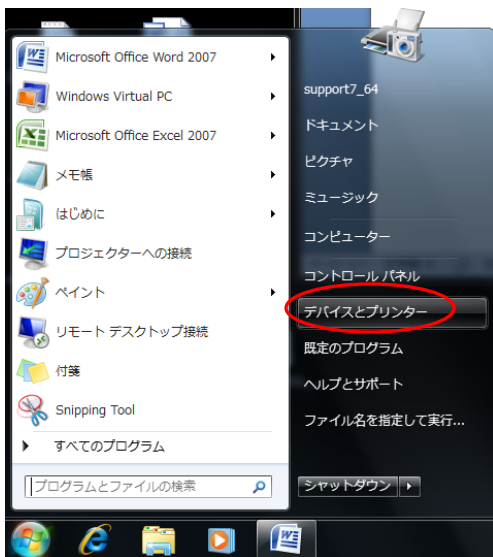 Microsoft Office Word 2007
Windows Virtual PC
Microsoft Office Excel 2007
メモ帳
はじめに
プロジェクターへの接続
ペイント
リモート デスクトップ接続
付箋
Snipping Tool
すべてのプログラム
プログラムとファイルの検索
support7_64
ドキュメント
ピクチャ
ミュージック
コンピューター
コントロール パネル
デバイスとプリンター
既定のプログラム
ヘルプとサポート
ファイル名を指定して実行...
シャットダウン